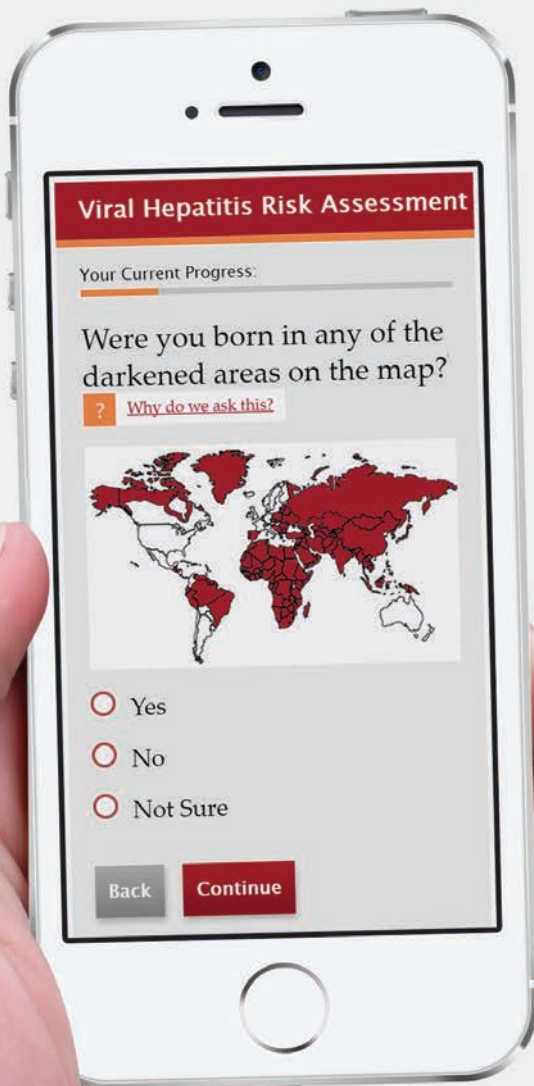 Viral Hepatitis Risk Assessment
Your Current Progress:
Were you born in any of the
darkened areas on the map?
? Why do we ask this?
Yes
No
Not Sure
Back Continue